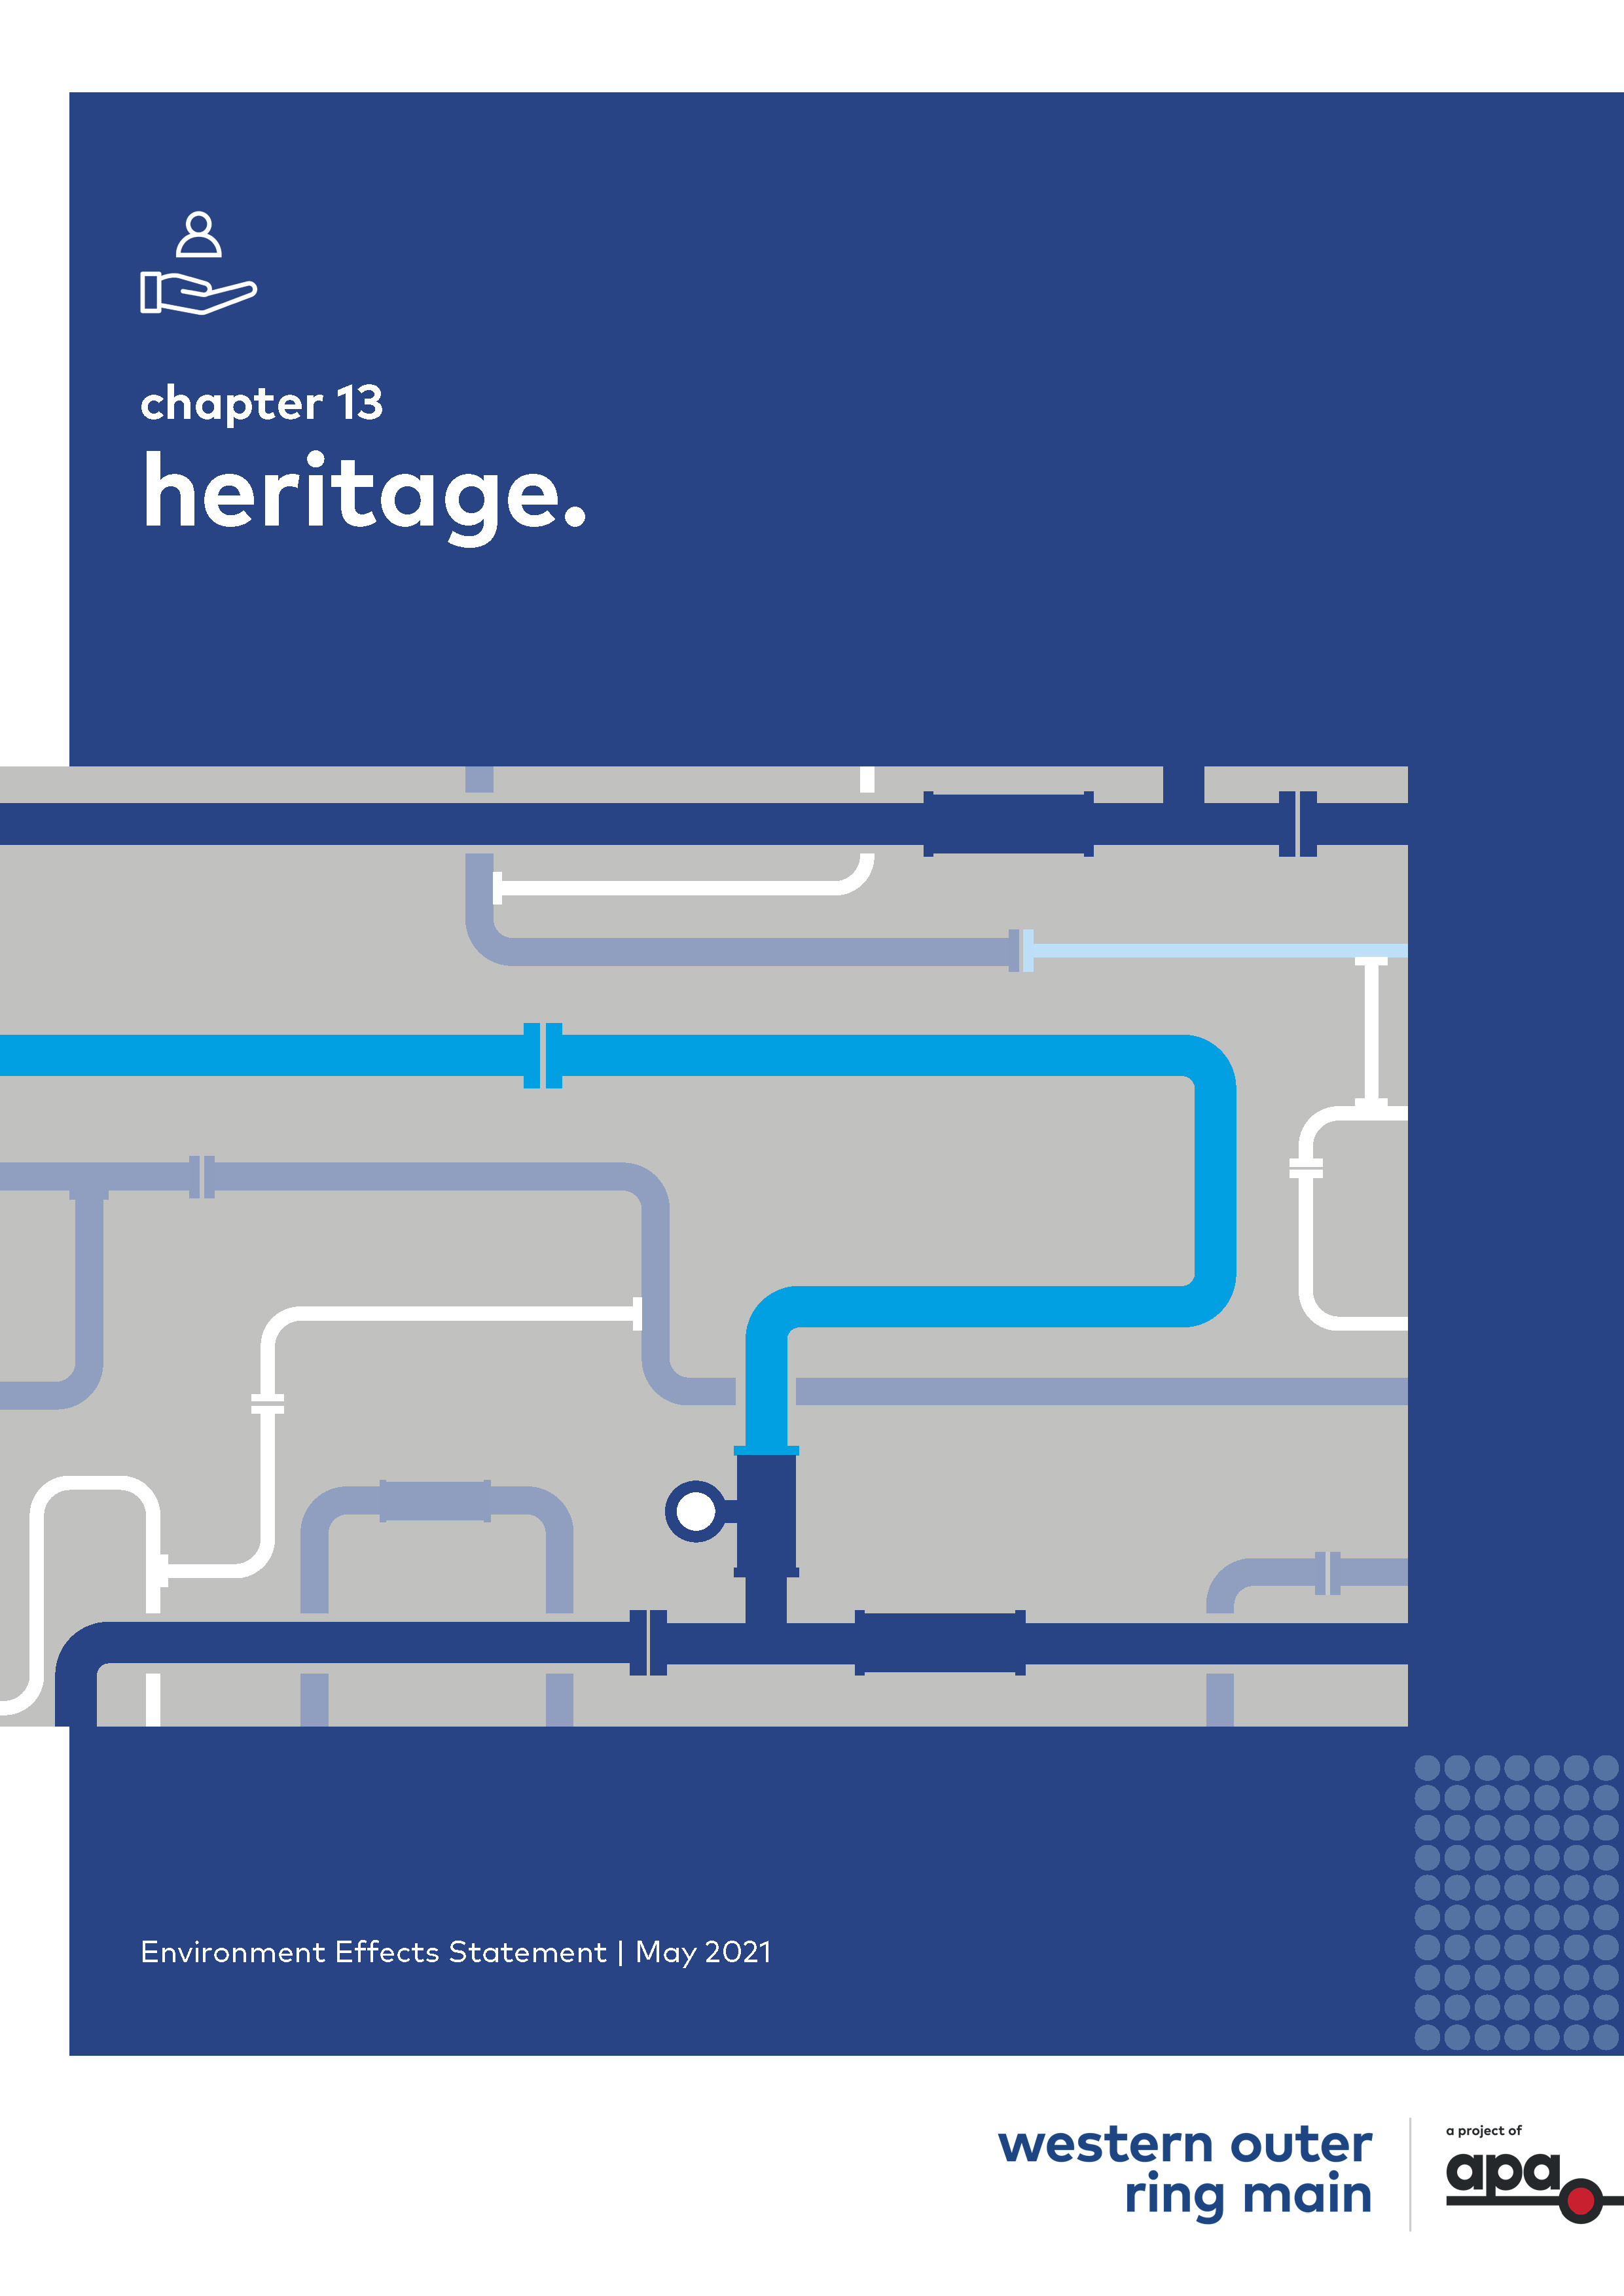 chapter 13
heritage.
Environment Effects Statement | May 2021
western outer
ring main
a project of
apa